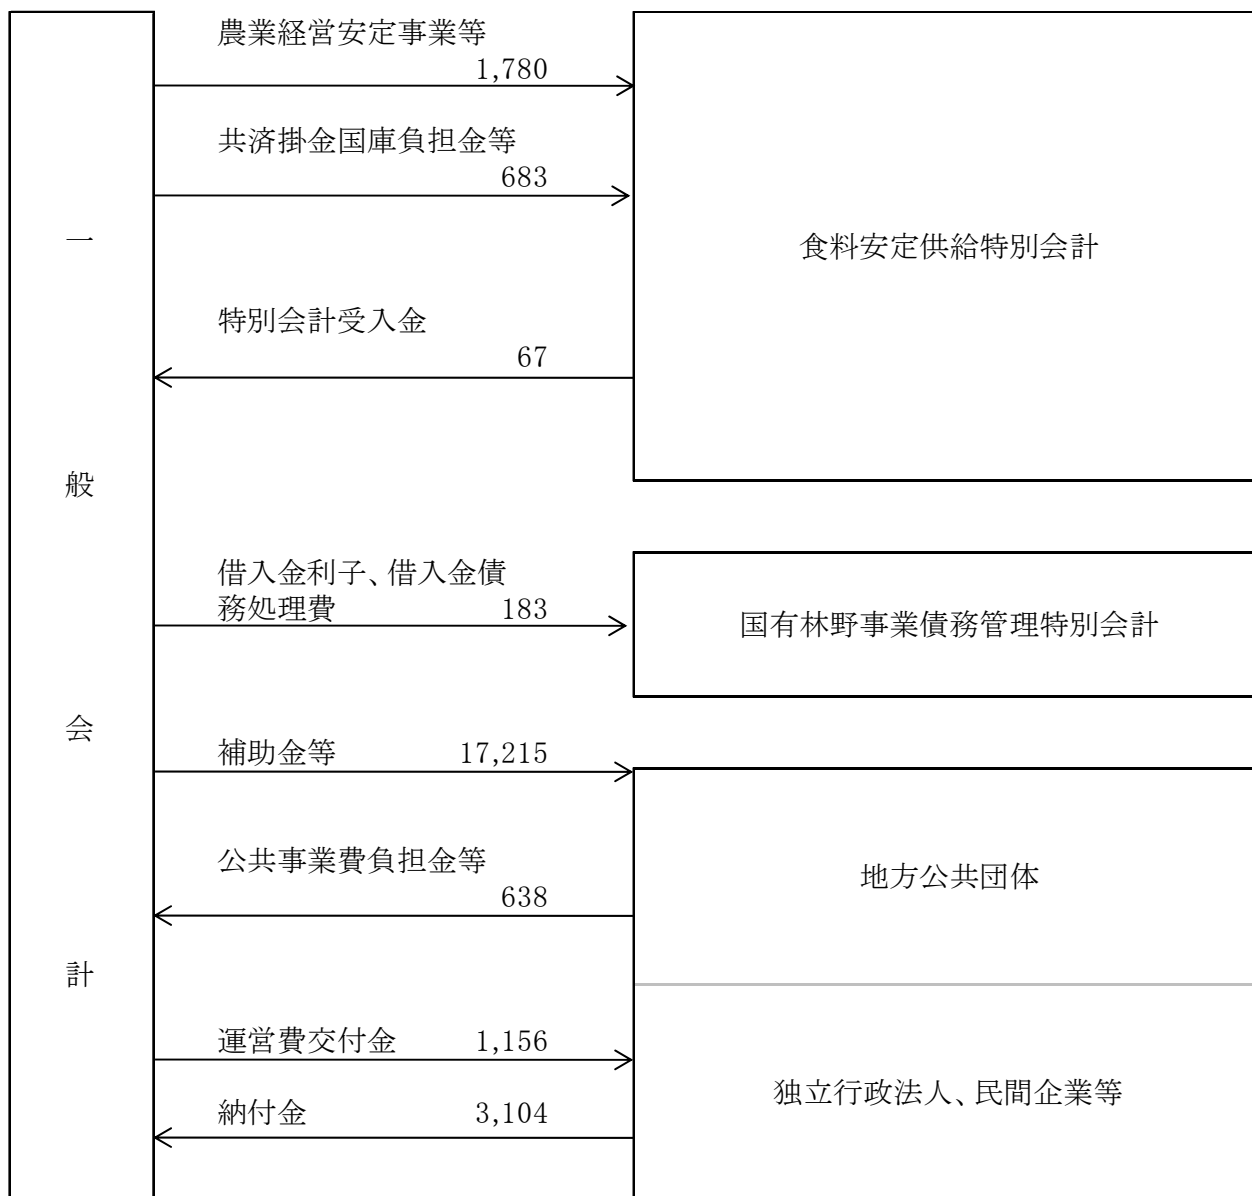 一般会計
農業経営安定事業等
1,780
共済掛金国庫負担金等
683
食料安定供給特別会計
特別会計受入金
67
借入金利子、借入金債
務処理費 183
国有林野事業債務管理特別会計
補助金等 17,215
公共事業費負担金等
638
地方公共団体
運営費交付金 1,156
納付金 3,104
独立行政法人、民間企業等